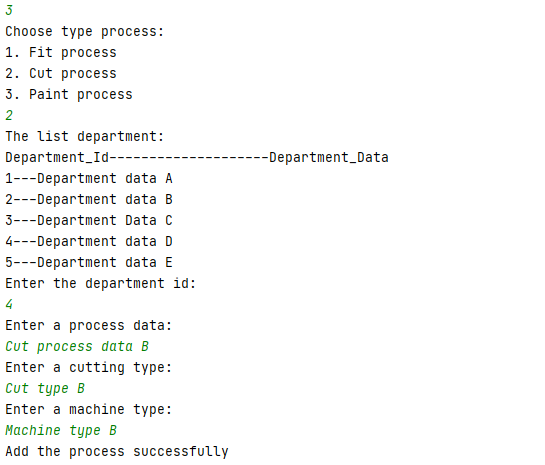 3
Choose type process:
1. Fit process
2. Cut process
3. Paint process
2
The list department:
Department_Id--------------------Department_Data
1---Department data A
2---Department data B
3---Department Data C
4---Department data D
5---Department data E
Enter the department id:
4
Enter a process data:
Cut process data B
Enter a cutting type:
Cut type B
Enter a machine type:
Machine type B
Add the process successfully